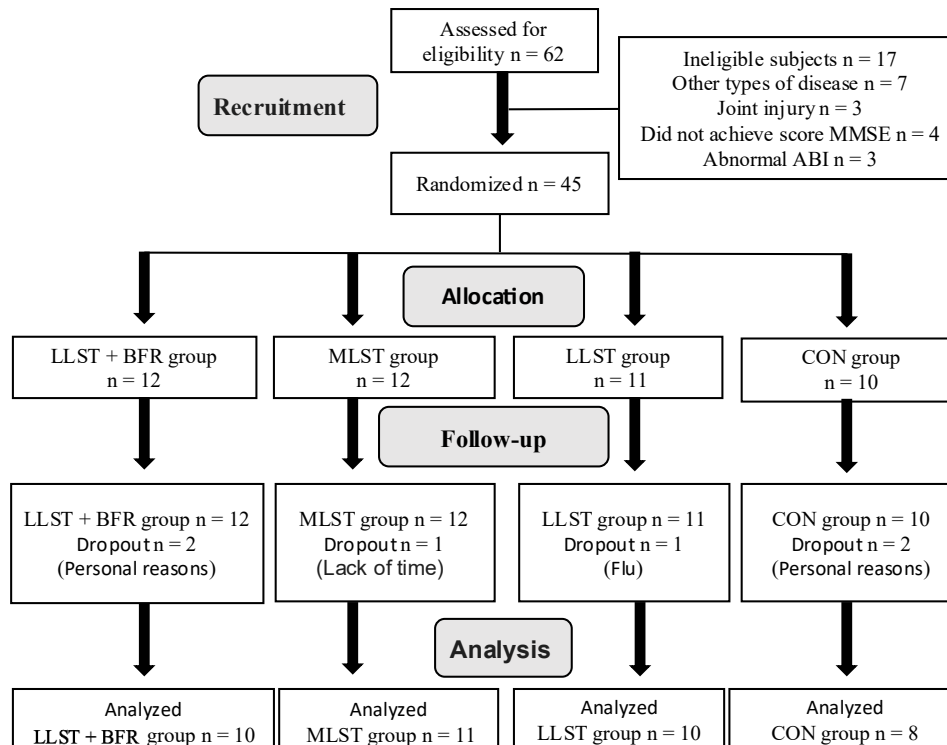 Assessed for
eligibility n = 62
Ineligible subjects n = 17
Other types of disease n = 7
Joint injury n = 3
Did not achieve score MMSE n = 4
Abnormal ABI n = 3
Recruitment
Randomized n = 45
Allocation
LLST + BFR group
n = 12
MLST group
n = 12
LLST group
n = 11
CON group
n = 10
Follow-up
LLST + BFR group n = 12
Dropout n = 2
(Personal reasons)
MLST group n = 12
Dropout n = 1
(Lack of time)
LLST group n = 11
Dropout n = 1
(Flu)
CON group n = 10
Dropout n = 2
(Personal reasons)
Analysis
Analyzed
LLST + BFR group n = 10
Analyzed
MLST group n = 11
Analyzed
LLST group n = 10
Analyzed
CON group n = 8